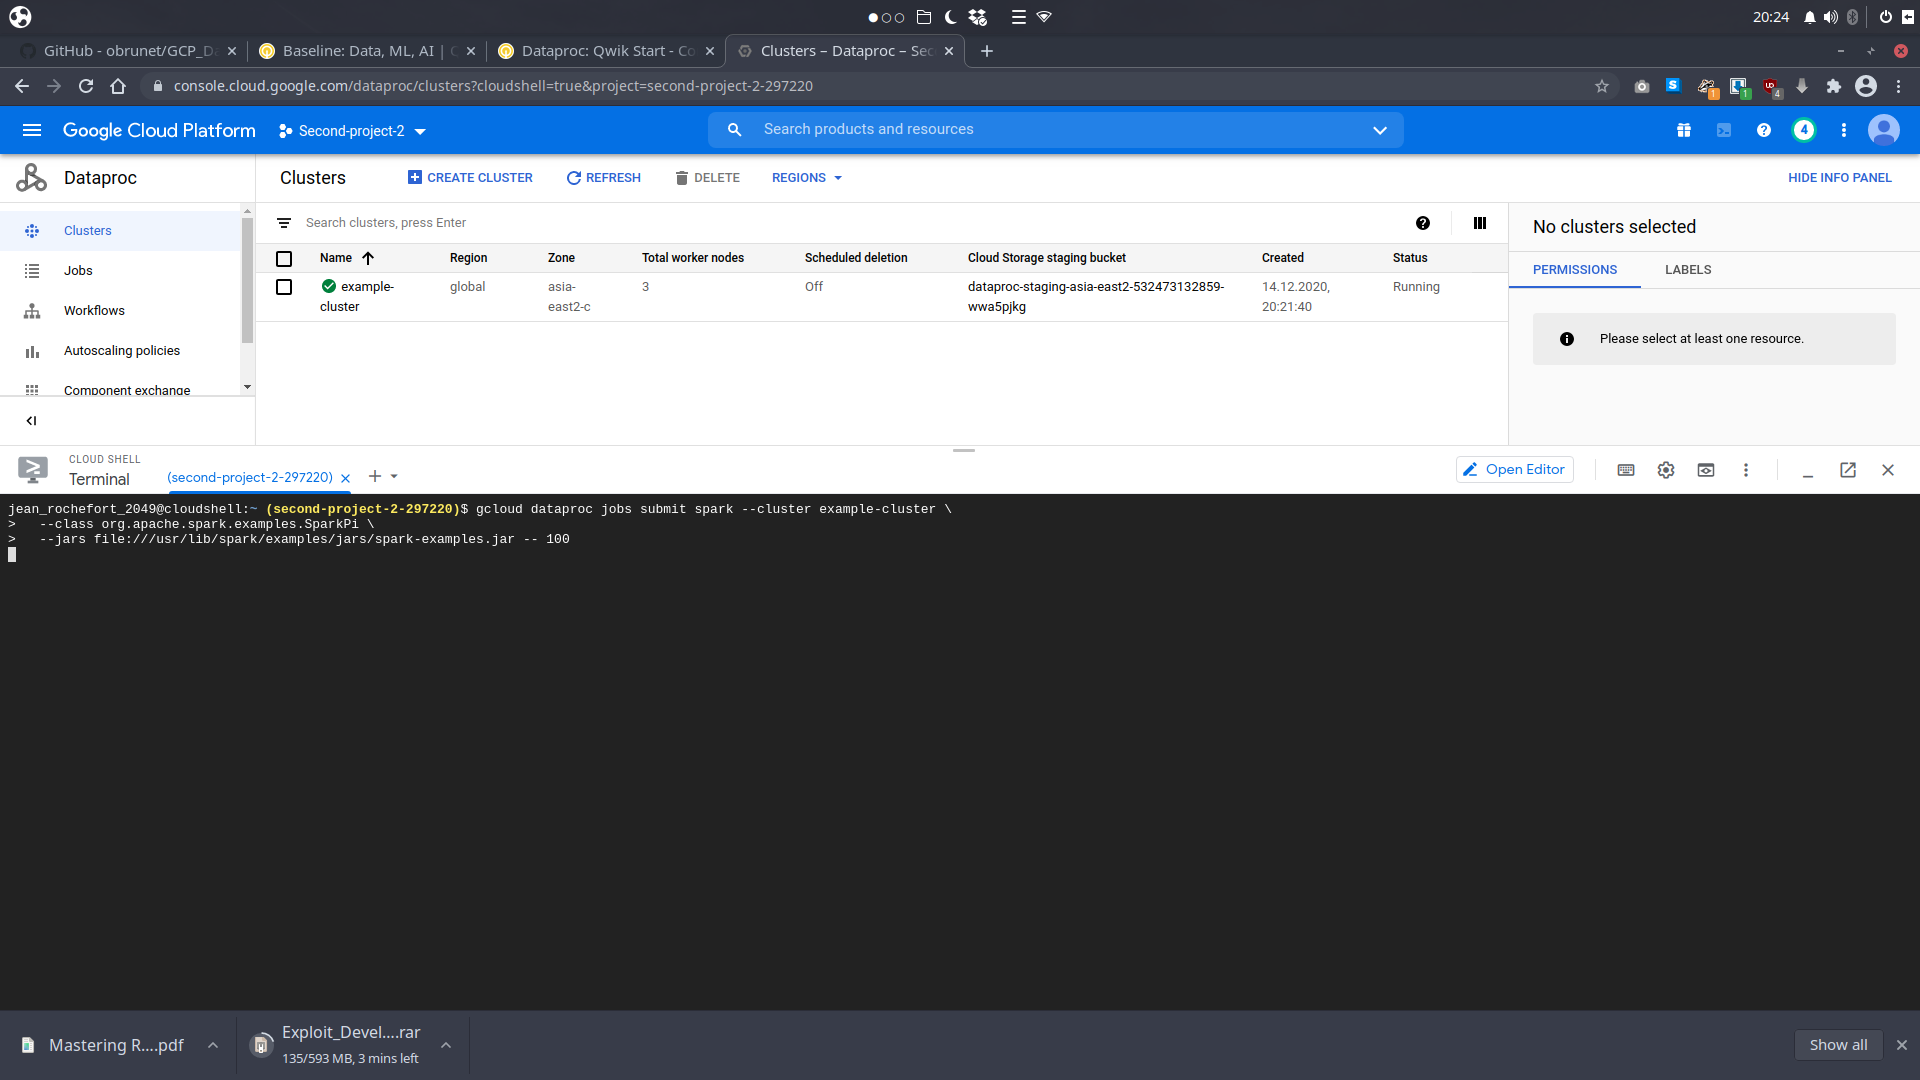 20:24
GitHub - obrunet/GCP_Da
Baseline: Data, ML, AI |
Dataproc: Qwik Start - Co
Clusters – Dataproc – Sec
console.cloud.google.com/dataproc/clusters?cloudshell=true&project=second-project-2-297220
1
1
4
Google Cloud Platform
Second-project-2
Search products and resources
4
Dataproc
Clusters
CREATE CLUSTER
REFRESH
DELETE
REGIONS
HIDE INFO PANEL
Clusters
Jobs
Workflows
Autoscaling policies
Component exchange
Search clusters, press Enter
Name Region Zone Total worker nodes Scheduled deletion Cloud Storage staging bucket Created Status
example- global asia- 3 Off dataproc-staging-asia-east2-532473132859- 14.12.2020, Running
cluster east2-c wwa5pjkg 20:21:40
No clusters selected
PERMISSIONS LABELS
Please select at least one resource.
CLOUD SHELL
Terminal
(second-project-2-297220)
Open Editor
jean_rochefort_2049@cloudshell:~ (second-project-2-297220)$ gcloud dataproc jobs submit spark --cluster example-cluster \
>   --class org.apache.spark.examples.SparkPi \
>   --jars file:///usr/lib/spark/examples/jars/spark-examples.jar -- 100
Mastering R....pdf
Exploit_Devel....rar
135/593 MB, 3 mins left
Show all